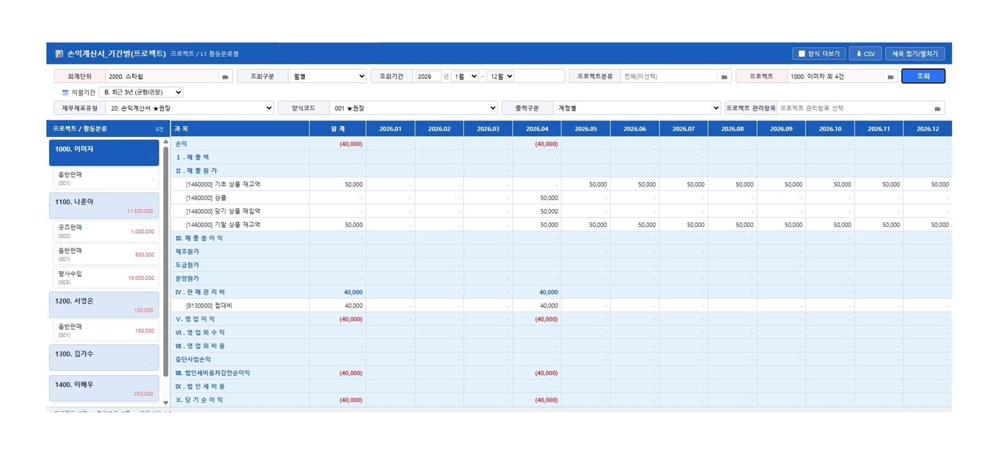 손익계산서_기간별(프로젝트) 프로젝트 / L1 활동분류별 양식 더보기 CSV 세목 접기/펼치기
회계단위 2000. 스타쉽 조회구분 월별 조회기간 2026 년 1월 ~ 12월 프로젝트분류 전체(미선택) 프로젝트 1000. 이미자 외 4건 조회
이월기간 B. 최근 3년 (균형/권장)
재무제표유형 20. 손익계산서 ★권장 양식코드 001 ★권장 출력구분 계정별 프로젝트 관리항목 프로젝트 관리항목 선택
프로젝트 / 활동분류 5건
1000. 이미자
-
음반판매
(001) -
1100. 나훈아
11,500,000
굿즈판매
(002) 1,000,000
음반판매
(001) 500,000
행사수입
(003) 10,000,000
1200. 서영은
150,000
음반판매
(001) 150,000
1300. 김가수
-
1400. 이배우
250,000
과 목 합 계 2026.01 2026.02 2026.03 2026.04 2026.05 2026.06 2026.07 2026.08 2026.09 2026.10 2026.11 2026.12
손익 (40,000) - - - (40,000) - - - - - - - -
Ⅰ. 매 출 액 - - - - - - - - - - - - -
Ⅱ. 매 출 원 가 - - - - - - - - - - - - -
[1460000] 기초 상품 재고액 50,000 - - - - 50,000 50,000 50,000 50,000 50,000 50,000 50,000 50,000
[1460000] 상품 - - - - 50,000 - - - - - - - -
[1460000] 당기 상품 매입액 - - - - 50,000 - - - - - - - -
[1460000] 기말 상품 재고액 50,000 - - - 50,000 50,000 50,000 50,000 50,000 50,000 50,000 50,000 50,000
Ⅲ. 매 출 총 이 익 - - - - - - - - - - - - -
제조원가 - - - - - - - - - - - - -
도급원가 - - - - - - - - - - - - -
분양원가 - - - - - - - - - - - - -
Ⅳ. 판 매 관 리 비 40,000 - - - 40,000 - - - - - - - -
[8130000] 접대비 40,000 - - - 40,000 - - - - - - - -
Ⅴ. 영 업 이 익 (40,000) - - - (40,000) - - - - - - - -
Ⅵ. 영 업 외 수 익 - - - - - - - - - - - - -
Ⅶ. 영 업 외 비 용 - - - - - - - - - - - - -
중단사업손익 - - - - - - - - - - - - -
Ⅷ. 법인세비용차감전순이익 (40,000) - - - (40,000) - - - - - - - -
Ⅸ. 법 인 세 비 용 - - - - - - - - - - - - -
Ⅹ. 당 기 순 이 익 (40,000) - - - (40,000) - - - - - - - -